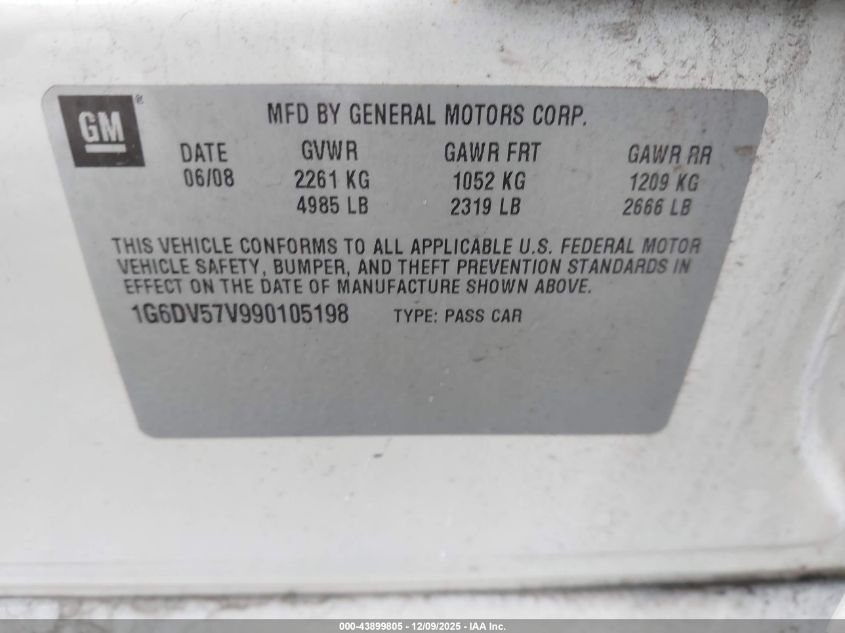 GM®
MFD BY GENERAL MOTORS CORP.
DATE GVWR GAWR FRT GAWR RR
06/08 2261 KG 1052 KG 1209 KG
4985 LB 2319 LB 2666 LB
THIS VEHICLE CONFORMS TO ALL APPLICABLE U.S. FEDERAL MOTOR
VEHICLE SAFETY, BUMPER, AND THEFT PREVENTION STANDARDS IN
EFFECT ON THE DATE OF MANUFACTURE SHOWN ABOVE.
1G6DV57V990105198 TYPE: PASS CAR
000-43899805 - 12/09/2025 - IAA Inc.